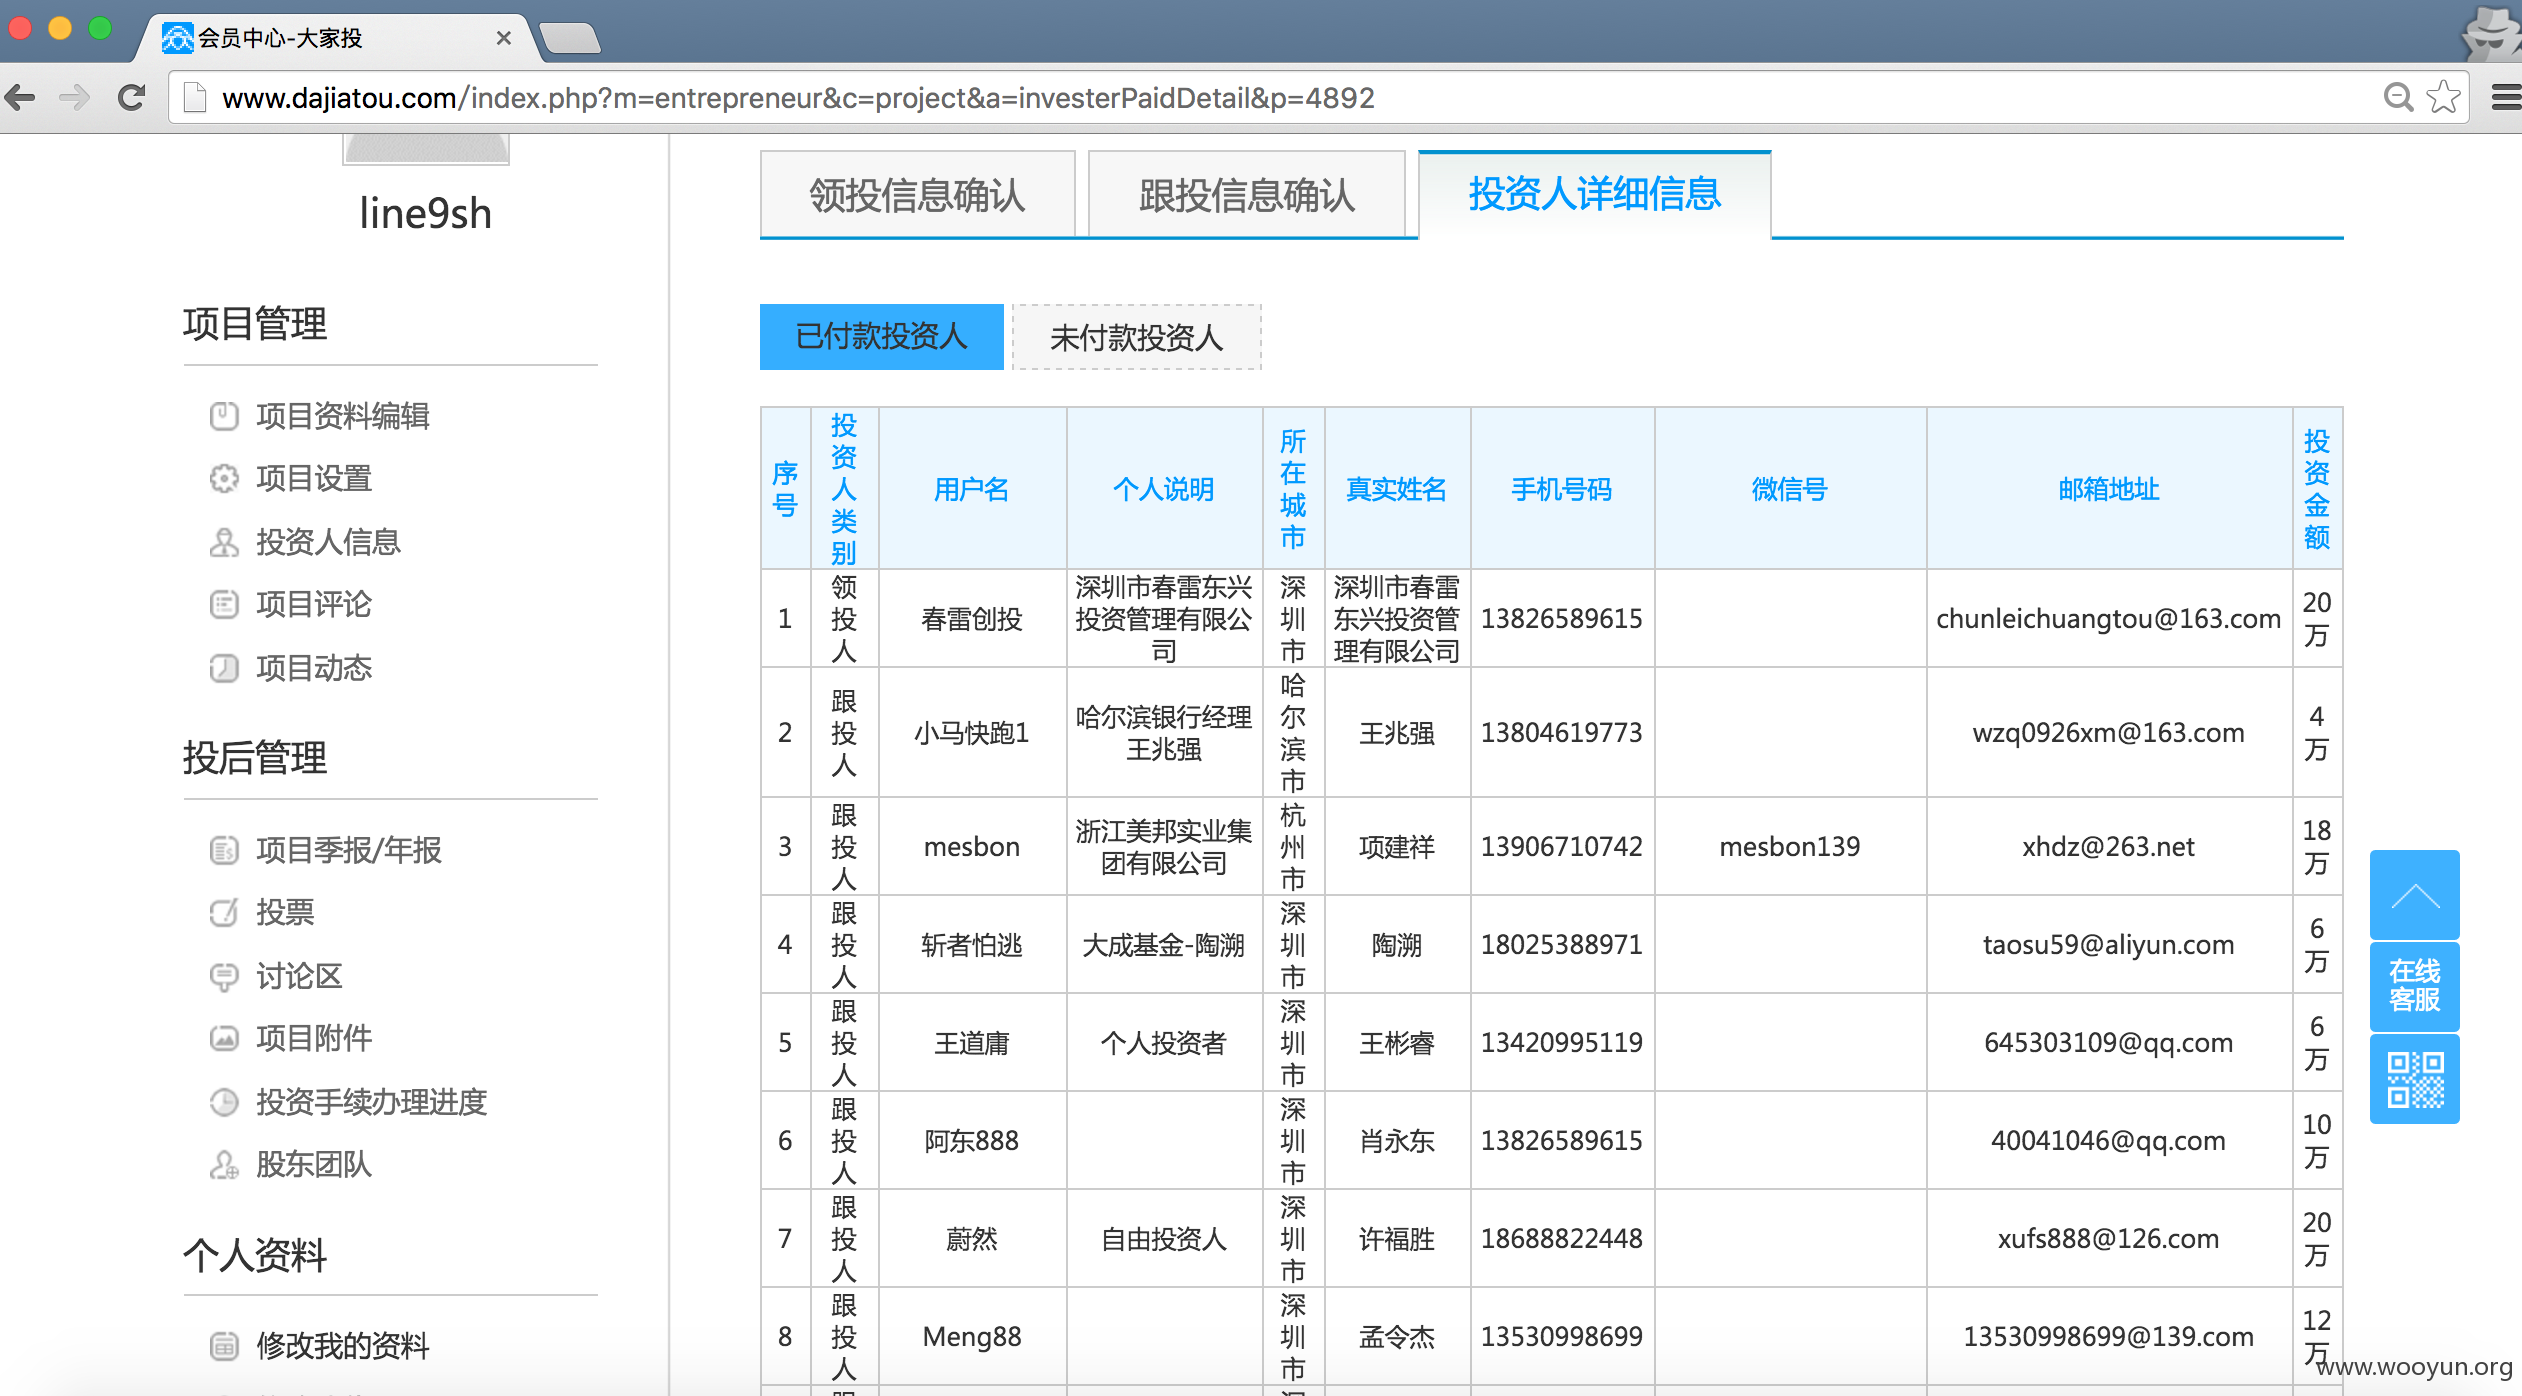 会员中心-大家投
www.dajiatou.com/index.php?m=entrepreneur&c=project&a=investerPaidDetail&p=4892
line9sh
项目管理
项目资料编辑
项目设置
投资人信息
项目评论
项目动态
投后管理
项目季报/年报
投票
讨论区
项目附件
投资手续办理进度
股东团队
个人资料
修改我的资料
领投信息确认 跟投信息确认 投资人详细信息
已付款投资人 未付款投资人
序号 投资人类别 用户名 个人说明 所在城市 真实姓名 手机号码 微信号 邮箱地址 投资金额
1 领投人 春雷创投 深圳市春雷东兴投资管理有限公司 深圳市 深圳市春雷东兴投资管理有限公司 13826589615 chunleichuangtou@163.com 20万
2 跟投人 小马快跑1 哈尔滨银行经理王兆强 哈尔滨市 王兆强 13804619773 wzq0926xm@163.com 4万
3 跟投人 mesbon 浙江美邦实业集团有限公司 杭州市 项建祥 13906710742 mesbon139 xhdz@263.net 18万
4 跟投人 斩者怕逃 大成基金-陶溯 深圳市 陶溯 18025388971 taosu59@aliyun.com 6万
5 跟投人 王道庸 个人投资者 深圳市 王彬睿 13420995119 645303109@qq.com 6万
6 跟投人 阿东888 深圳市 肖永东 13826589615 40041046@qq.com 10万
7 跟投人 蔚然 自由投资人 深圳市 许福胜 18688822448 xufs888@126.com 20万
8 跟投人 Meng88 深圳市 孟令杰 13530998699 13530998699@139.com 12万
在线
客服
www.wooyun.org